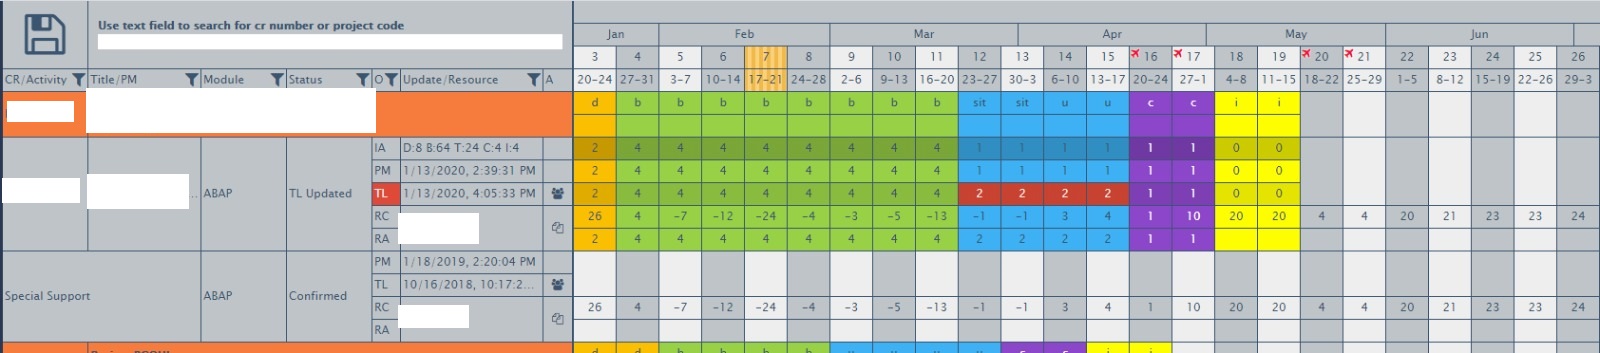 Use text field to search for cr number or project code
Jan Feb Mar Apr May Jun
3 4 5 6 7 8 9 10 11 12 13 14 15 16 17 18 19 20 21 22 23 24 25 26
CR/Activity Title/PM Module Status O Update/Resource A 20-24 27-31 3-7 10-14 17-21 24-28 2-6 9-13 16-20 23-27 30-3 6-10 13-17 20-24 27-1 4-8 11-15 18-22 25-29 1-5 8-12 15-19 22-26 29-3
d b b b b b b b b sit sit u u c c i i
IA D:8 B:64 T:24 C:4 I:4 2 4 4 4 4 4 4 4 4 1 1 1 1 1 1 0 0
PM 1/13/2020, 2:39:31 PM 2 4 4 4 4 4 4 4 4 1 1 1 1 1 1 0 0
... ABAP TL Updated TL 1/13/2020, 4:05:33 PM 2 4 4 4 4 4 4 4 4 2 2 2 2 1 1 0 0
RC 26 4 -7 -12 -24 -4 -3 -5 -13 -1 -1 3 4 1 10 20 20 4 4 20 21 23 23 24
RA 2 4 4 4 4 4 4 4 4 2 2 2 2 1 1
PM 1/18/2019, 2:20:04 PM
TL 10/16/2018, 10:17:2...
Special Support ABAP Confirmed
RC 26 4 -7 -12 -24 -4 -3 -5 -13 -1 -1 3 4 1 10 20 20 4 4 20 21 23 23 24
RA